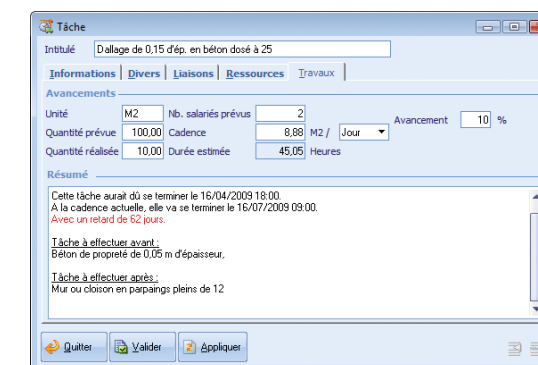 Tâche
Intitulé Dallage de 0,15 d'ép. en béton dosé à 25
Informations Divers Liaisons Ressources Travaux
Avancements
Unité M2 Nb. salariés prévus 2 Avancement 10 %
Quantité prévue 100,00 Cadence 8,88 M2 / Jour
Quantité réalisée 10,00 Durée estimée 45,05 Heures
Résumé
Cette tâche aurait dû se terminer le 16/04/2009 18:00.
A la cadence actuelle, elle va se terminer le 16/07/2009 09:00.
Avec un retard de 62 jours.
Tâche à effectuer avant :
Béton de propreté de 0,05 m d'épaisseur,
Tâche à effectuer après :
Mur ou cloison en parpaings pleins de 12
Quitter Valider Appliquer